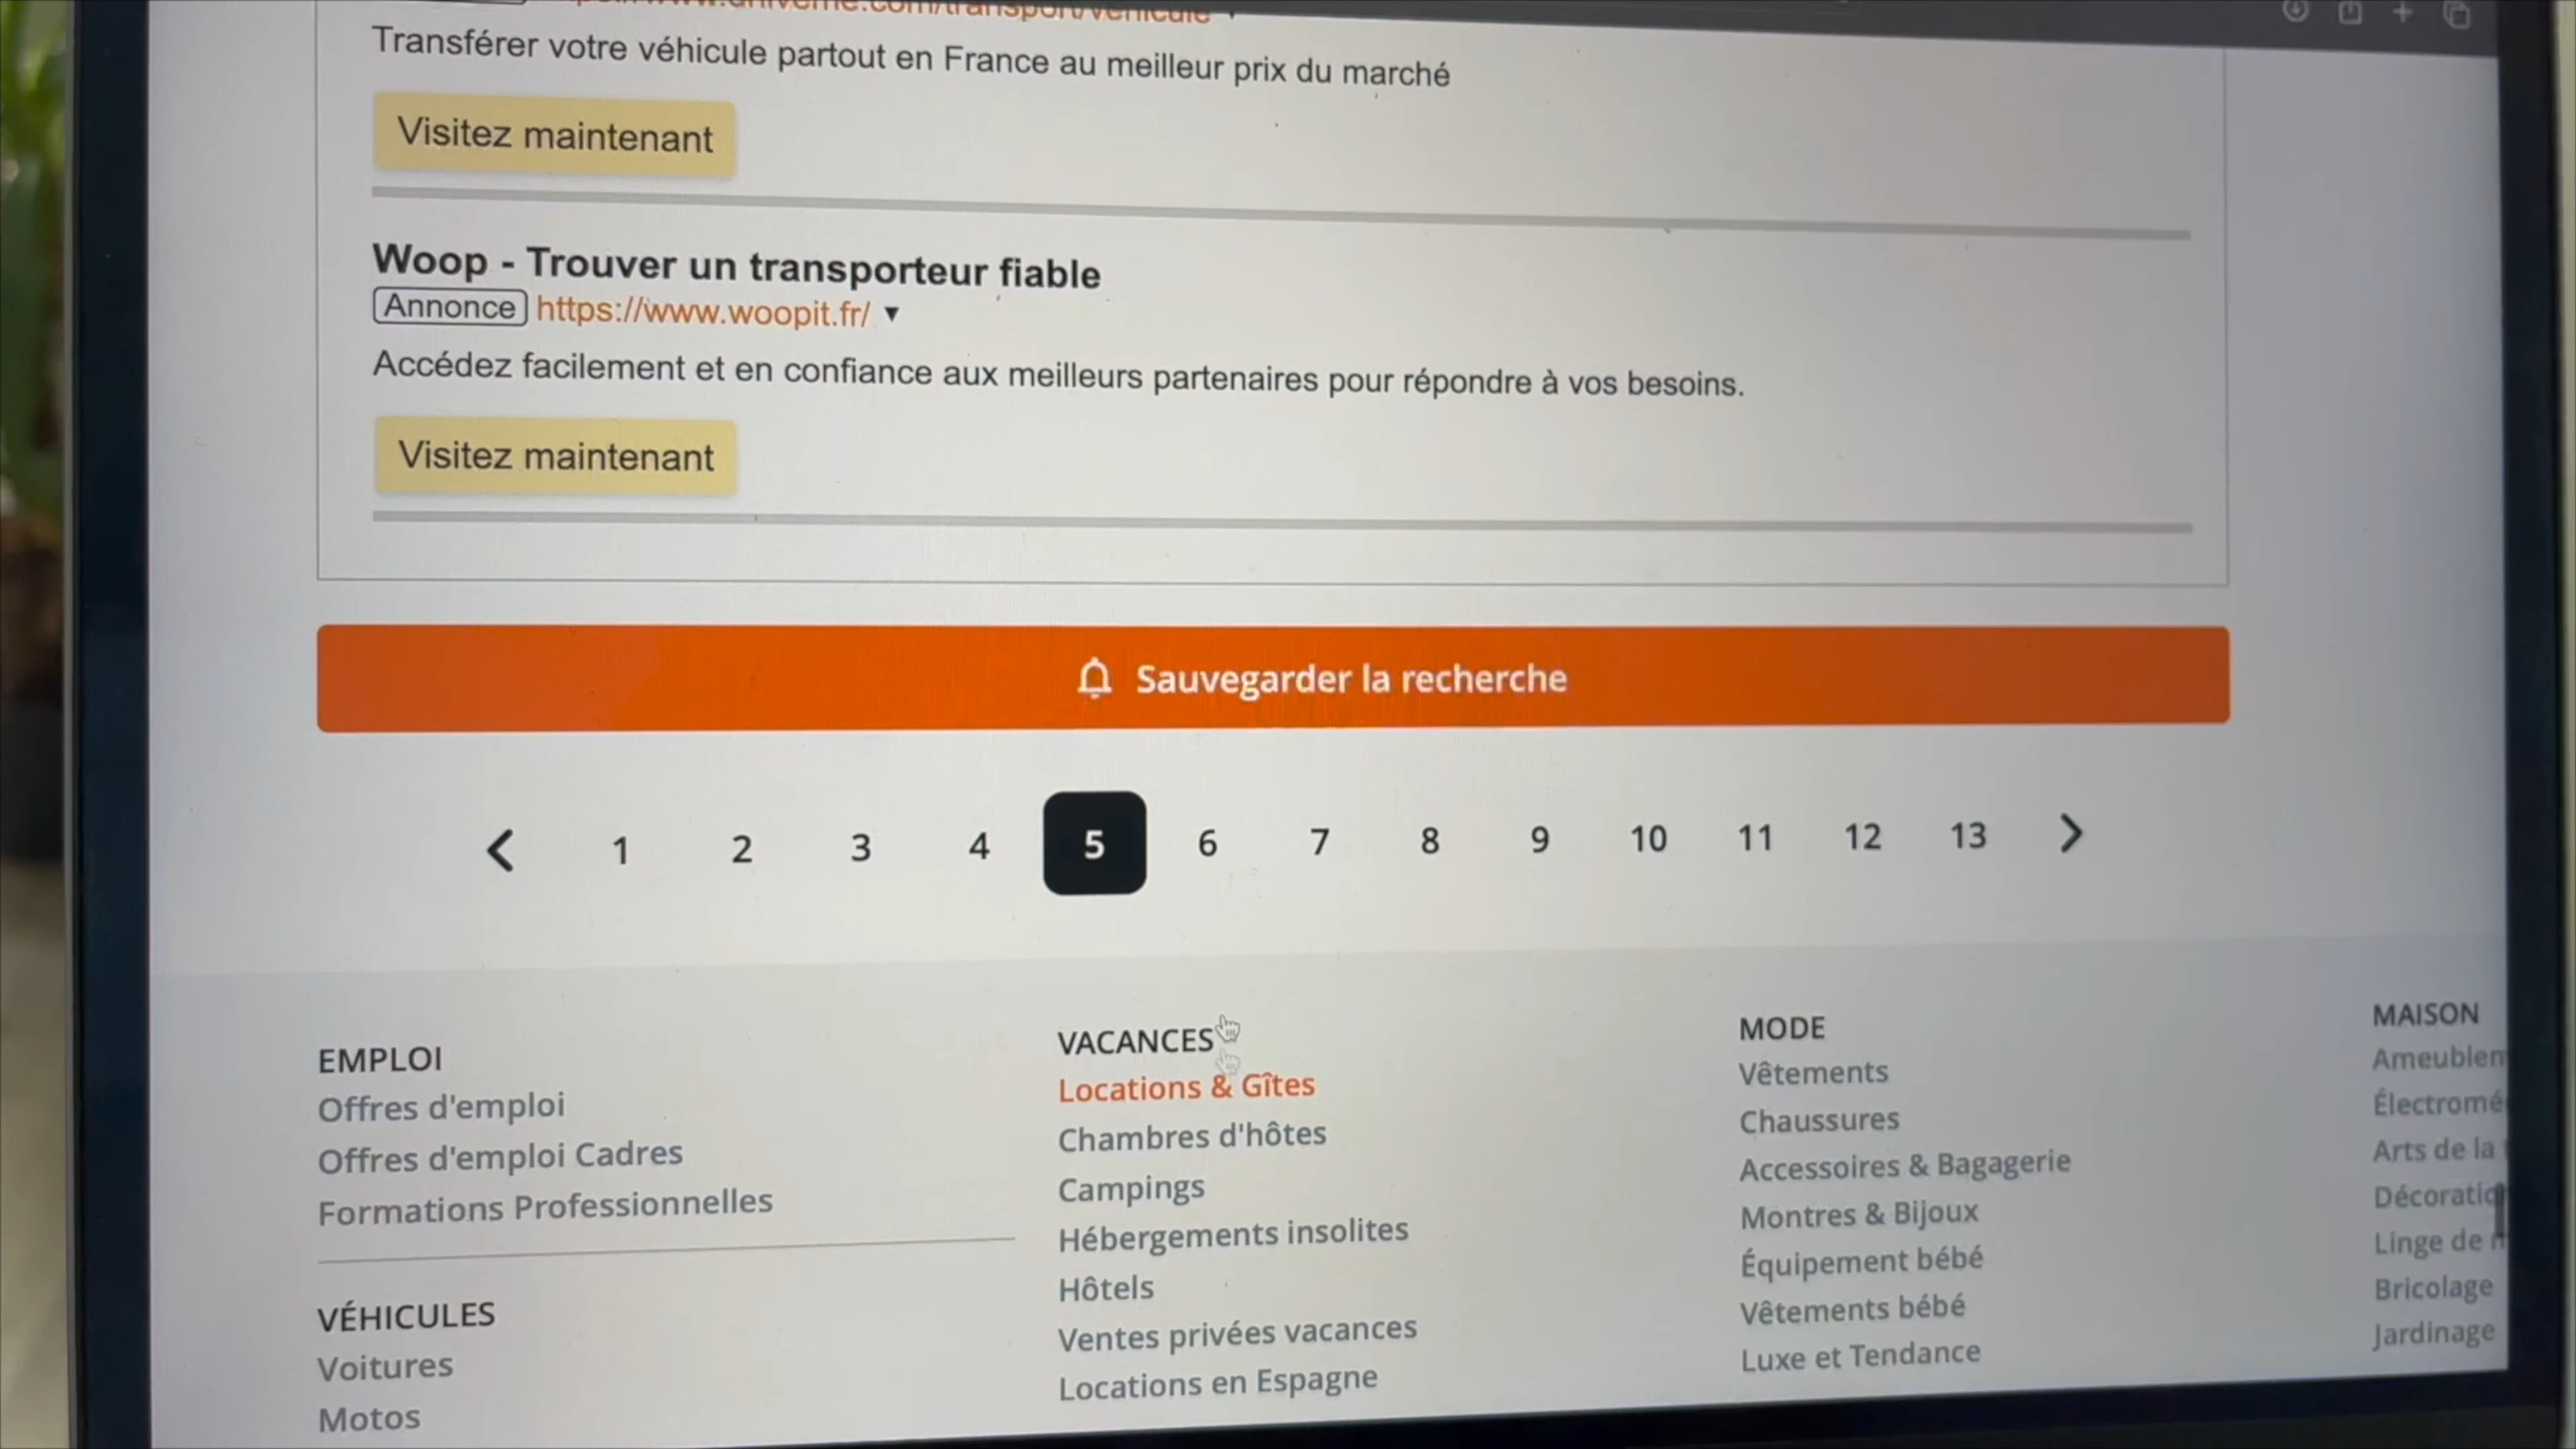 Transférer votre véhicule partout en France au meilleur prix du marché
Visitez maintenant
Woop - Trouver un transporteur fiable
Annonce https://www.woopit.fr/ ▼
Accédez facilement et en confiance aux meilleurs partenaires pour répondre à vos besoins.
Visitez maintenant
Sauvegarder la recherche
1 2 3 4 5 6 7 8 9 10 11 12 13
EMPLOI
Offres d'emploi
Offres d'emploi Cadres
Formations Professionnelles
VÉHICULES
Voitures
Motos
VACANCES
Locations & Gîtes
Chambres d'hôtes
Campings
Hébergements insolites
Hôtels
Ventes privées vacances
Locations en Espagne
MODE
Vêtements
Chaussures
Accessoires & Bagagerie
Montres & Bijoux
Équipement bébé
Vêtements bébé
Luxe et Tendance
MAISON
Arts de la
Linge de
Bricolage
Jardinage